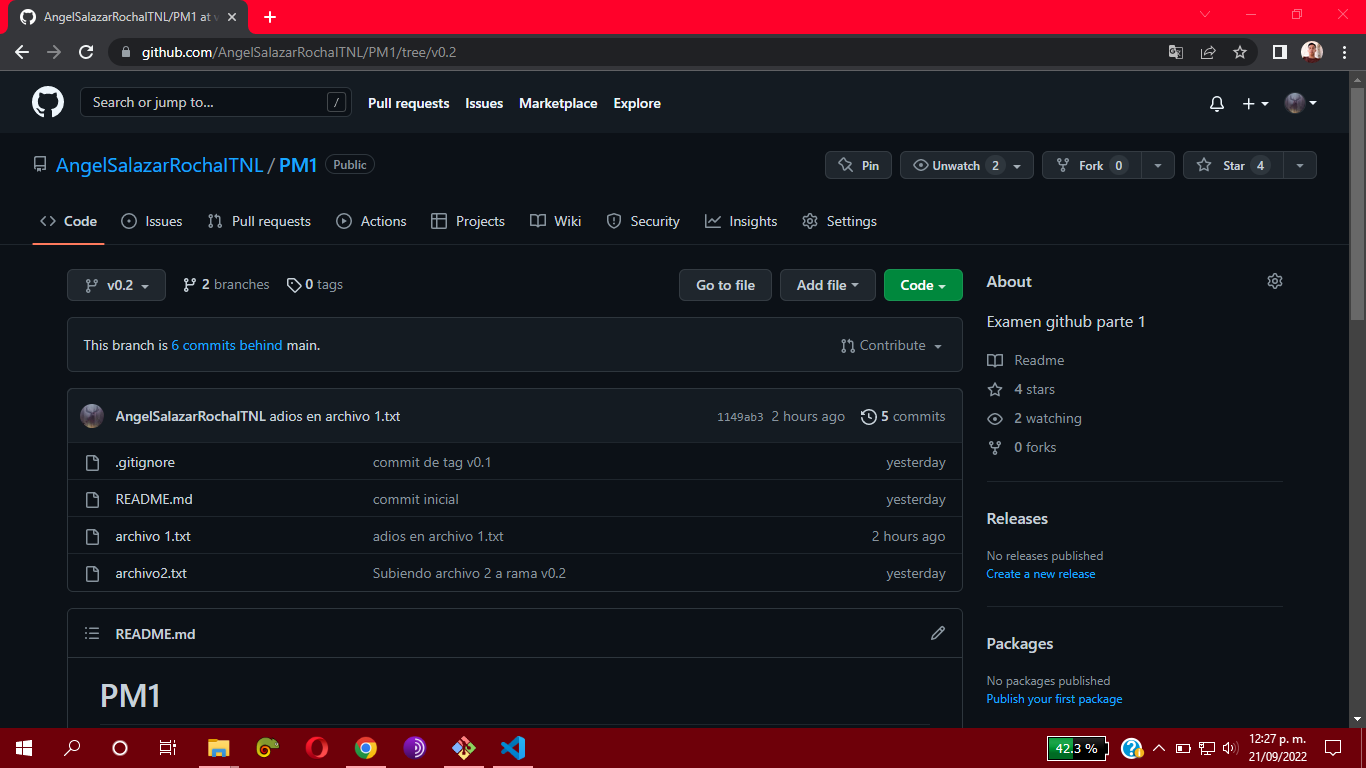 AngelSalazarRochaITNL/PM1 at v
github.com/AngelSalazarRochaITNL/PM1/tree/v0.2
Search or jump to... /
Pull requests Issues Marketplace Explore
AngelSalazarRochaITNL / PM1 Public
Pin Unwatch 2 Fork 0 Star 4
Code Issues Pull requests Actions Projects Wiki Security Insights Settings
v0.2 2 branches 0 tags Go to file Add file Code
This branch is 6 commits behind main. Contribute
AngelSalazarRochaITNL adios en archivo 1.txt 1149ab3 2 hours ago 5 commits
.gitignore commit de tag v0.1 yesterday
README.md commit inicial yesterday
archivo 1.txt adios en archivo 1.txt 2 hours ago
archivo2.txt Subiendo archivo 2 a rama v0.2 yesterday
README.md
PM1
About
Examen github parte 1
Readme
4 stars
2 watching
0 forks
Releases
No releases published
Create a new release
Packages
No packages published
Publish your first package
42.3 %
12:27 p. m.
21/09/2022